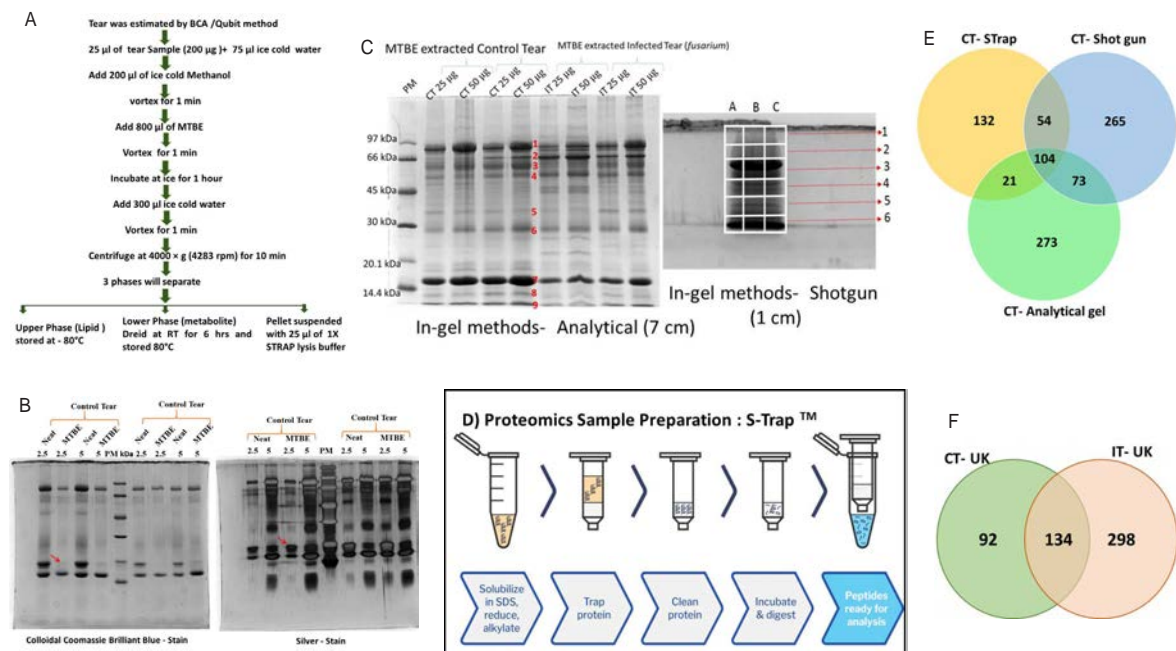 A
Tear was estimated by BCA /Qubit method
25 µl of tear Sample (200 µg )+ 75 µl ice cold water
Add 200 µl of ice cold Methanol
vortex for 1 min
Add 800 µl of MTBE
Vortex for 1 min
Incubate at ice for 1 hour
Add 300 µl ice cold water
Vortex for 1 min
Centrifuge at 4000 × g (4283 rpm) for 10 min
3 phases will separate
Upper Phase (Lipid )
stored at - 80°C
Lower Phase (metabolite)
Dreid at RT for 6 hrs and
stored 80°C
Pellet suspended
with 25 µl of 1X
STRAP lysis buffer
C
MTBE extracted Control Tear
MTBE extracted Infected Tear (fusarium)
PM
CT 25 µg
CT 50 µg
CT 25 µg
CT 50 µg
IT 25 µg
IT 50 µg
IT 25 µg
IT 50 µg
97 kDa
66 kDa
45 kDa
30 kDa
20.1 kDa
14.4 kDa
1
2
3
4
5
6
7
8
9
In-gel methods- Analytical (7 cm)
A B C
1
2
3
4
5
6
In-gel methods- Shotgun
(1 cm)
E
CT- STrap
CT- Shot gun
132
54
265
104
21
73
273
CT- Analytical gel
B
Control Tear
Neat MTBE Neat MTBE
2.5 2.5 5 5 PM kDa
Control Tear
Neat MTBE Neat MTBE
2.5 2.5 5 5
Colloidal Coomassie Brilliant Blue - Stain
Control Tear
Neat MTBE
2.5 5 2.5 5 PM
Control Tear
Neat MTBE
2.5 5 2.5 5
Silver - Stain
D) Proteomics Sample Preparation : S-Trap ™
Solubilize
in SDS,
reduce,
alkylate
Trap
protein
Clean
protein
Incubate
& digest
Peptides
ready for
analysis
F
CT- UK
IT- UK
92
134
298